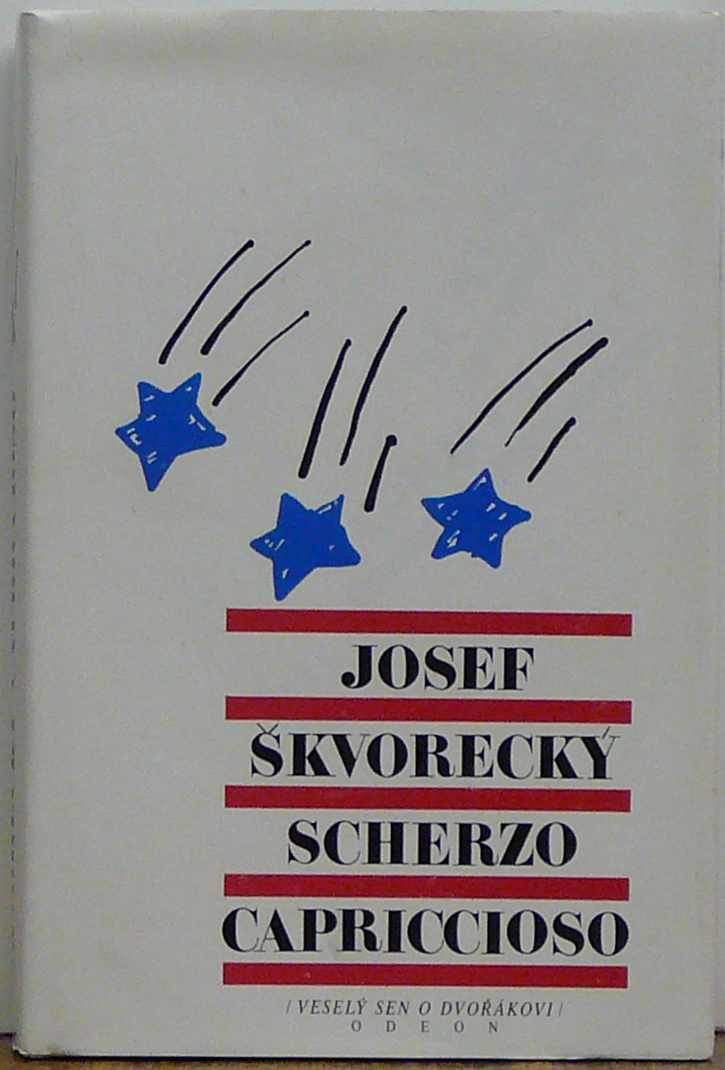 JOSEF
ŠKVORECKÝ
SCHERZO
CAPRICCIOSO
/ VESELÝ SEN O DVOŘÁKOVI /
ODEON